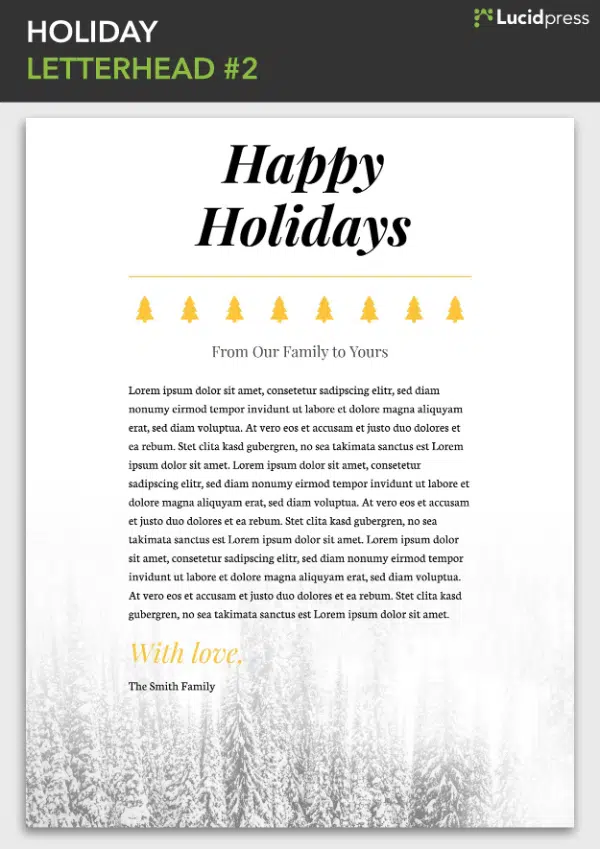 HOLIDAY
LETTERHEAD #2
Lucidpress
Happy
Holidays
From Our Family to Yours
Lorem ipsum dolor sit amet, consetetur sadipscing elitr, sed diam
nonumy eirmod tempor invidunt ut labore et dolore magna aliquyam
erat, sed diam voluptua. At vero eos et accusam et justo duo dolores et
ea rebum. Stet clita kasd gubergren, no sea takimata sanctus est Lorem
ipsum dolor sit amet. Lorem ipsum dolor sit amet, consetetur
sadipscing elitr, sed diam nonumy eirmod tempor invidunt ut labore et
dolore magna aliquyam erat, sed diam voluptua. At vero eos et accusam
et justo duo dolores et ea rebum. Stet clita kasd gubergren, no sea
takimata sanctus est Lorem ipsum dolor sit amet. Lorem ipsum dolor
sit amet, consetetur sadipscing elitr, sed diam nonumy eirmod tempor
invidunt ut labore et dolore magna aliquyam erat, sed diam voluptua.
At vero eos et accusam et justo duo dolores et ea rebum. Stet clita kasd
gubergren, no sea takimata sanctus est Lorem ipsum dolor sit amet.
With love,
The Smith Family